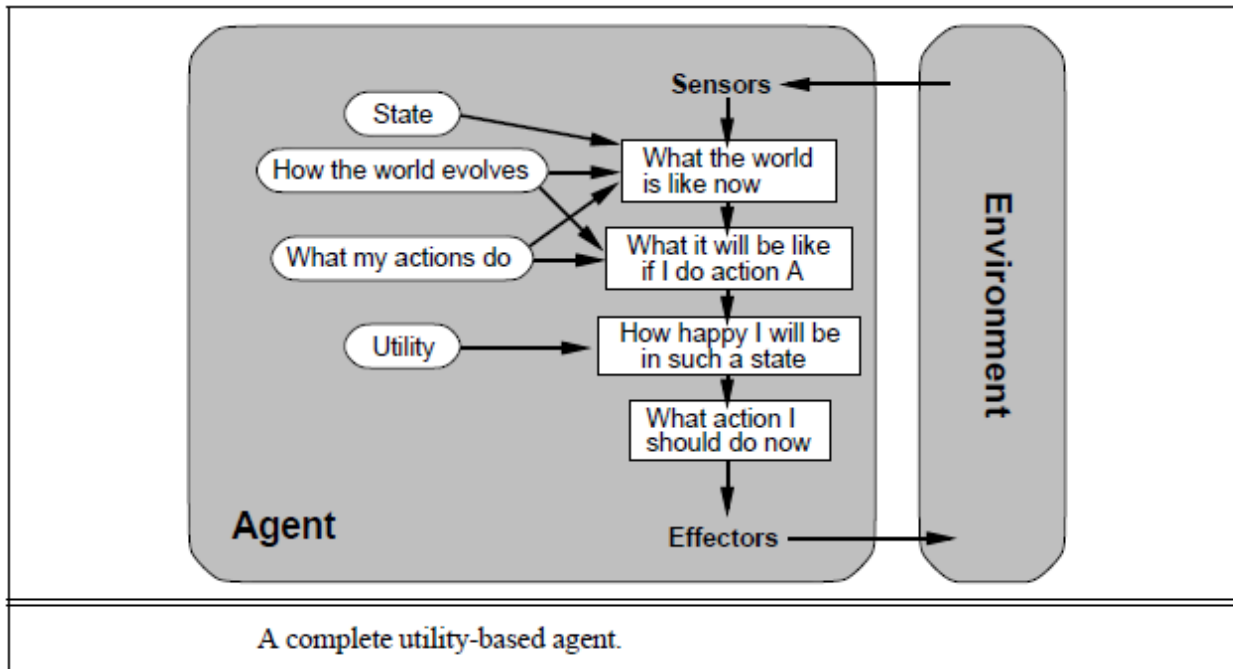 Sensors
State
What the world
is like now
How the world evolves
What it will be like
if I do action A
What my actions do
How happy I will be
in such a state
Utility
What action I
should do now
Agent
Effectors
Environment
A complete utility-based agent.